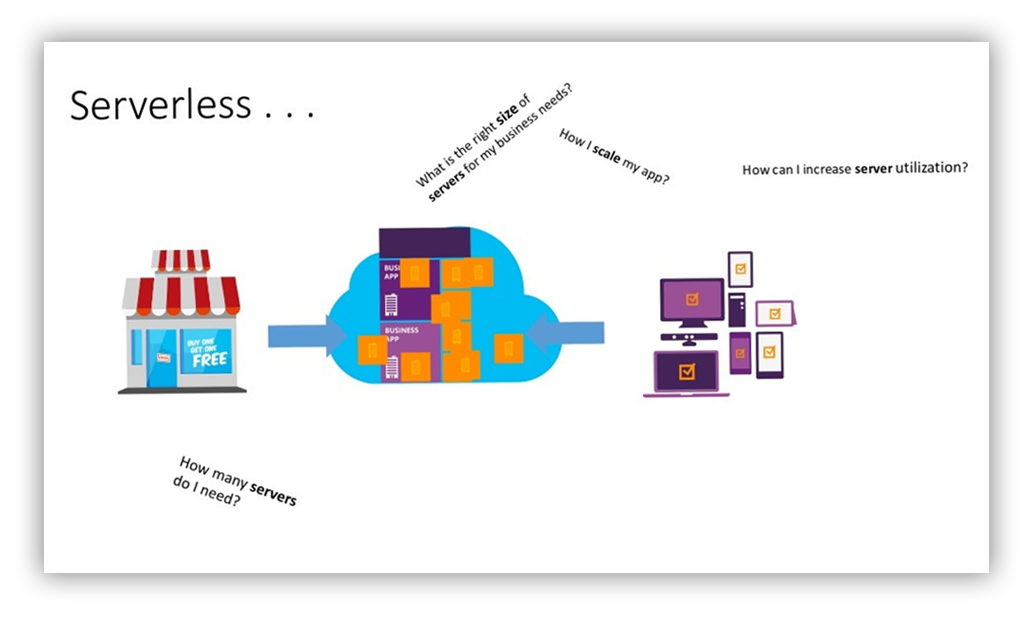 Serverless . . .
What is the right size of
servers for my business needs?
How I scale my app?
How can I increase server utilization?
BUSI
APP
BUSINESS
APP
BUY ONE
GET ONE
FREE
How many servers
do I need?